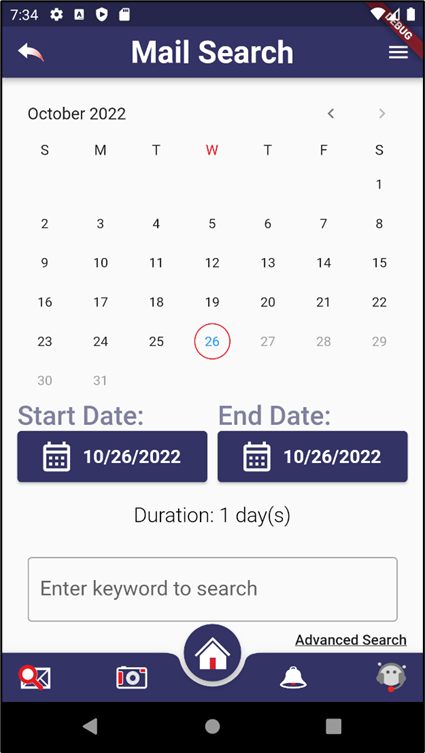 7:34
DEBUG
Mail Search
October 2022
S M T W T F S
1
2 3 4 5 6 7 8
9 10 11 12 13 14 15
16 17 18 19 20 21 22
23 24 25 26 27 28 29
30 31
Start Date: End Date:
10/26/2022 10/26/2022
Duration: 1 day(s)
Enter keyword to search
Advanced Search